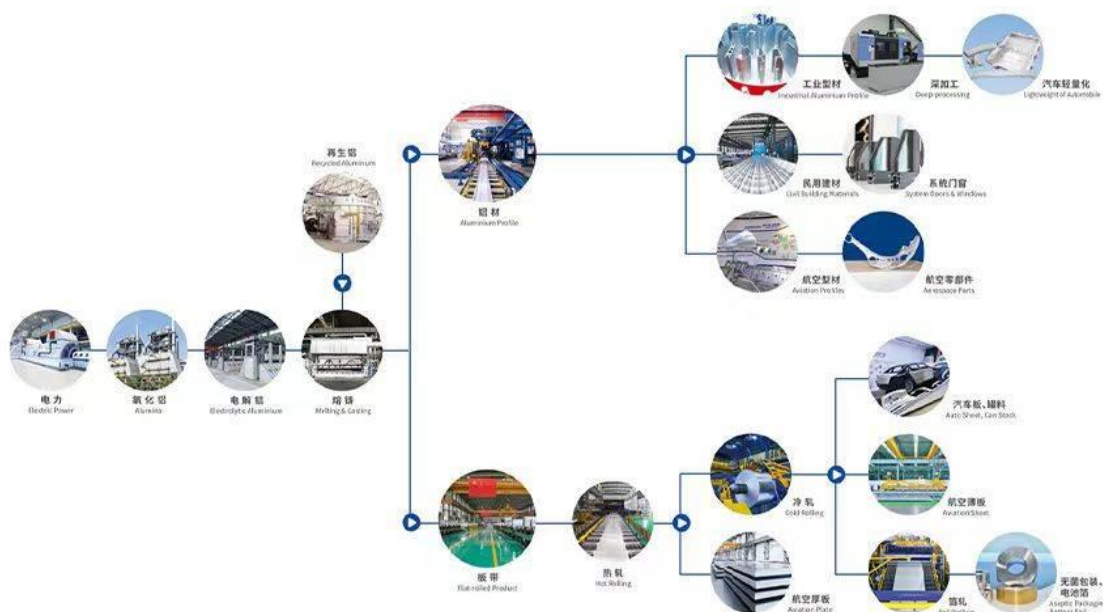 工业型材
Industrial Aluminium Profile
深加工
Deep-processing
汽车轻量化
Lightweight of Automobile
再生铝
Recycled Aluminum
铝材
Aluminium Profile
民用建材
Civil Building Materials
系统门窗
System Doors & Windows
航空型材
Aviation Profiles
航空零部件
Aerospace Parts
电力
Electric Power
氧化铝
Alumina
电解铝
Electrolytic Aluminium
熔铸
Melting & Casting
汽车板、罐料
Auto Sheet, Can Stock
板带
Flat-rolled Product
热轧
Hot Rolling
冷轧
Cold Rolling
航空薄板
Aviation Sheet
航空厚板
Aviation Plate
箔轧
无菌包装、
电池箔
Aseptic Packaging